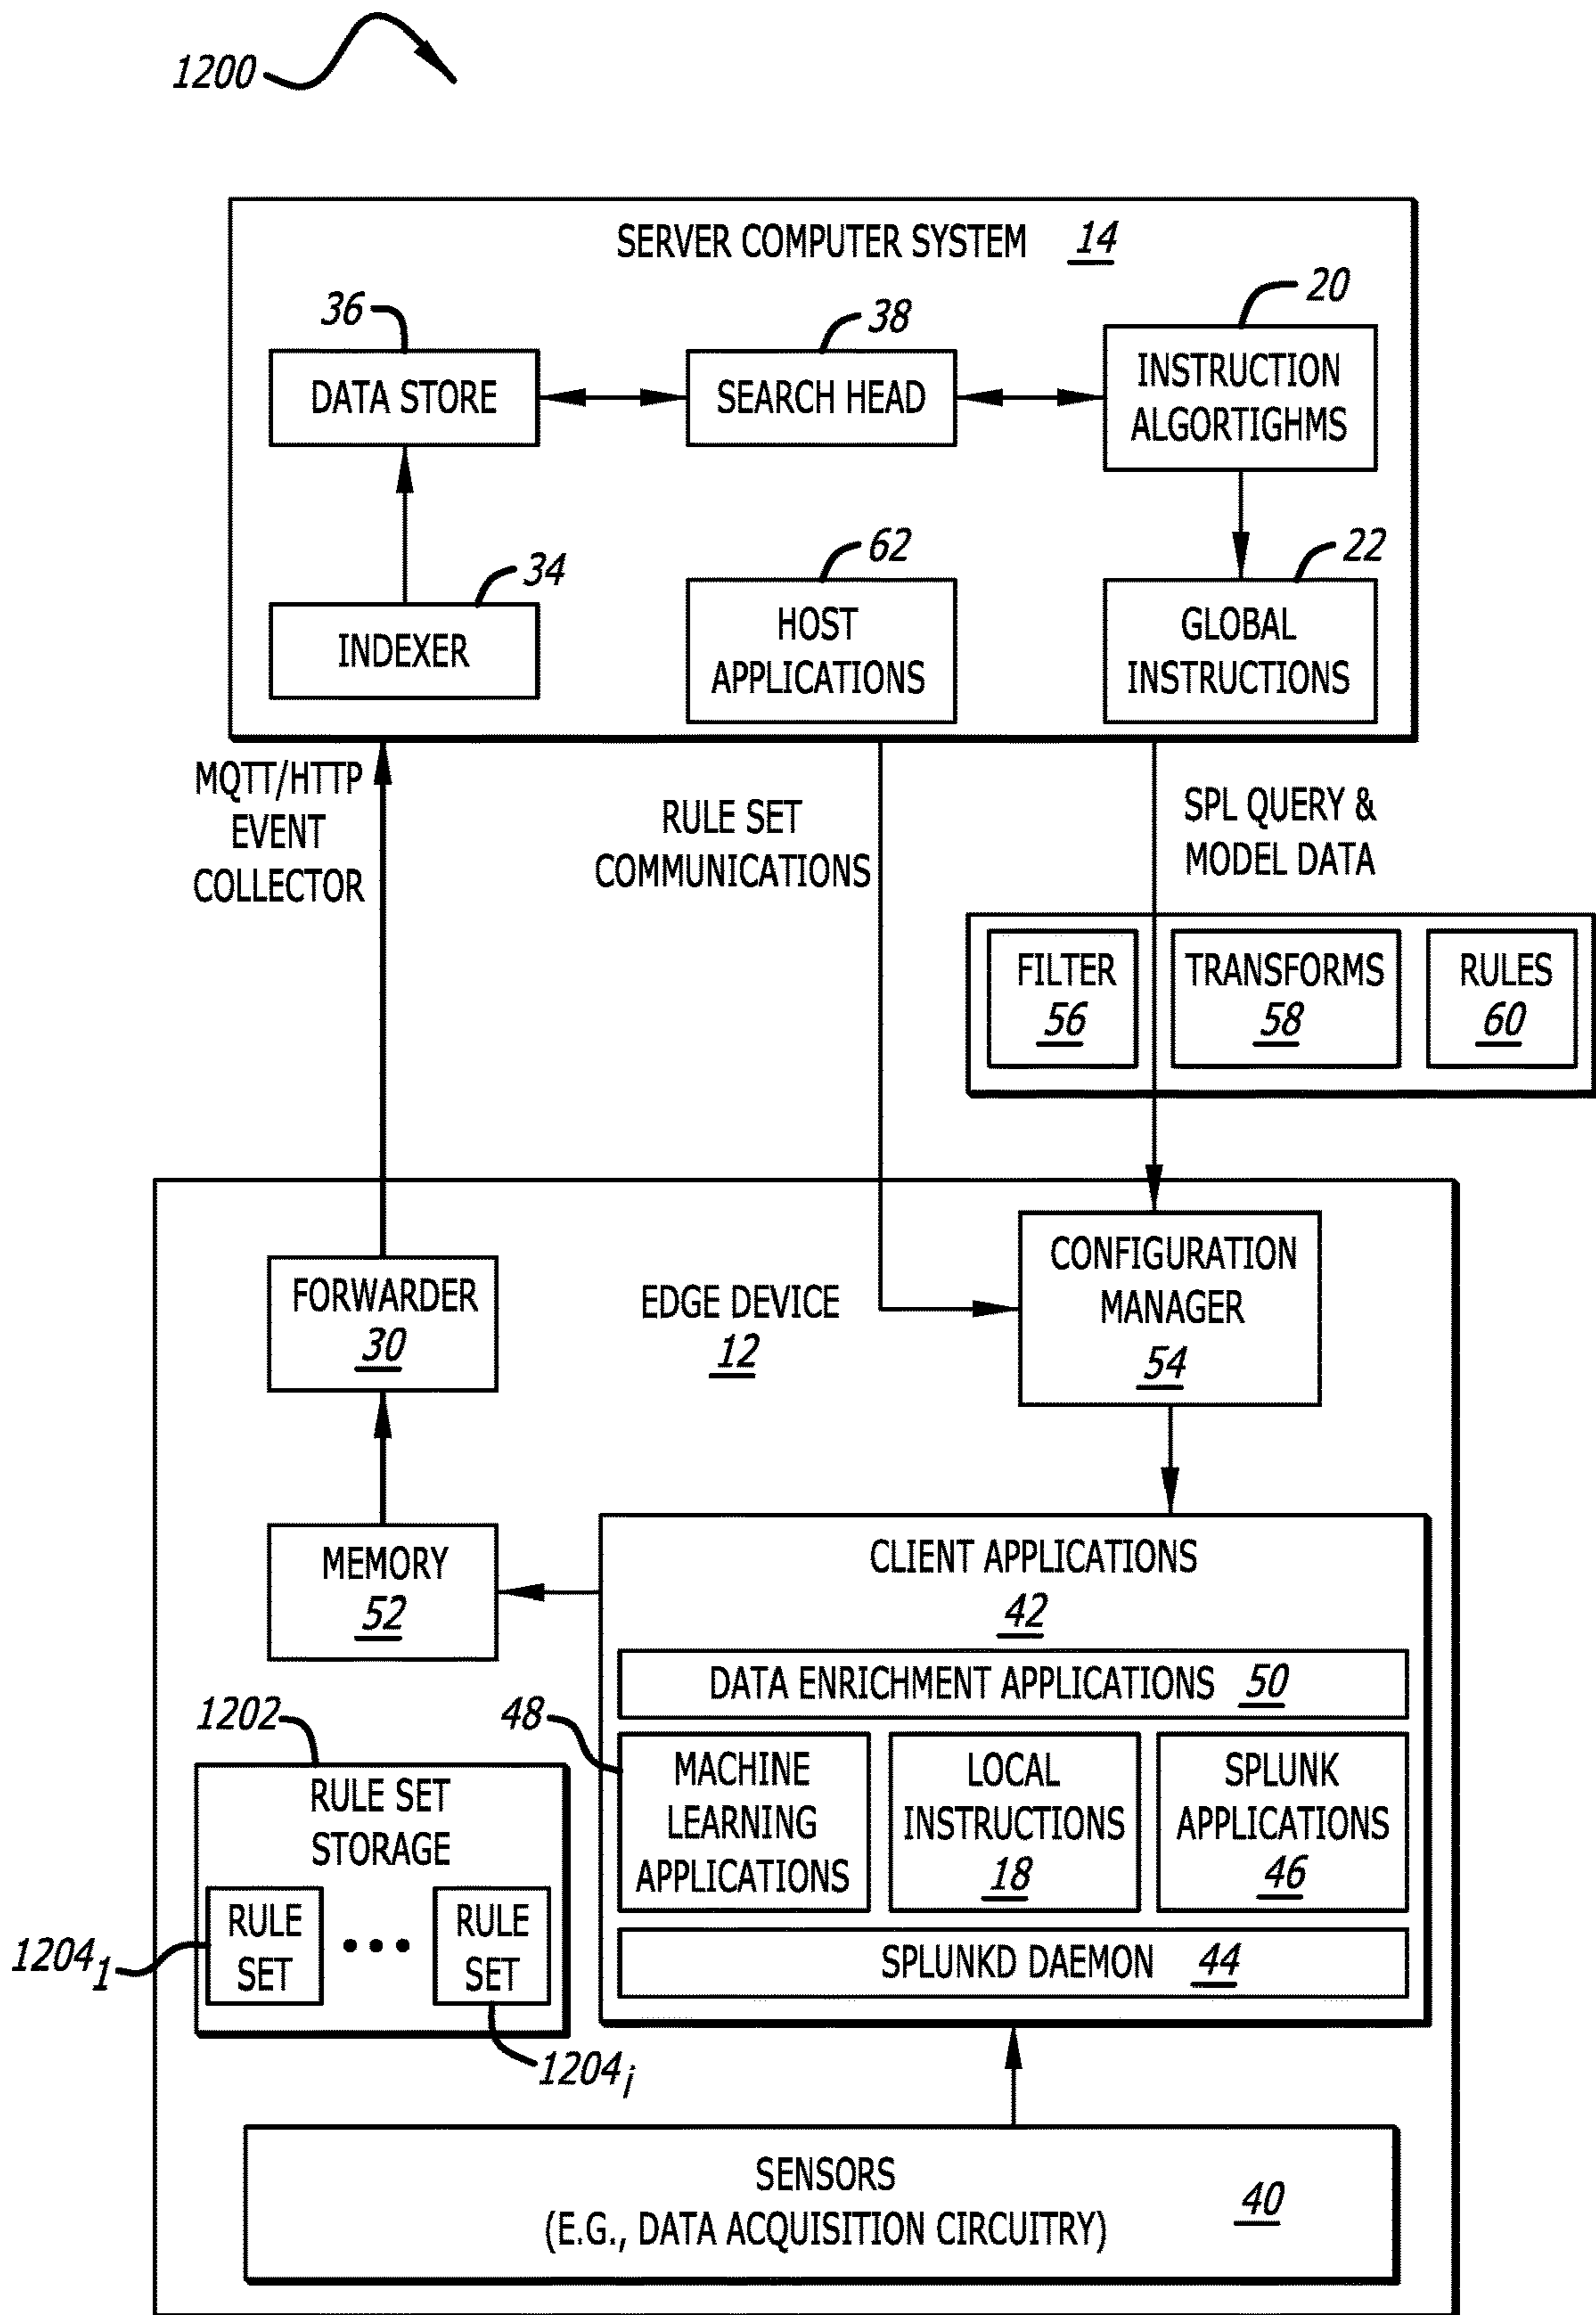 1200
SERVER COMPUTER SYSTEM 14
36
38
20
DATA STORE
SEARCH HEAD
INSTRUCTION
ALGORTIGHMS
34
62
22
INDEXER
HOST
APPLICATIONS
GLOBAL
INSTRUCTIONS
MQTT/HTTP
EVENT
COLLECTOR
RULE SET
COMMUNICATIONS
SPL QUERY &
MODEL DATA
FILTER
56
TRANSFORMS
58
RULES
60
FORWARDER
30
EDGE DEVICE
12
CONFIGURATION
MANAGER
54
MEMORY
52
CLIENT APPLICATIONS
42
DATA ENRICHMENT APPLICATIONS 50
48
MACHINE
LEARNING
APPLICATIONS
LOCAL
INSTRUCTIONS
18
SPLUNK
APPLICATIONS
46
SPLUNKD DAEMON 44
1202
RULE SET
STORAGE
1204₁
RULE
SET
•••
RULE
SET
1204ᵢ
SENSORS
(E.G., DATA ACQUISITION CIRCUITRY) 40